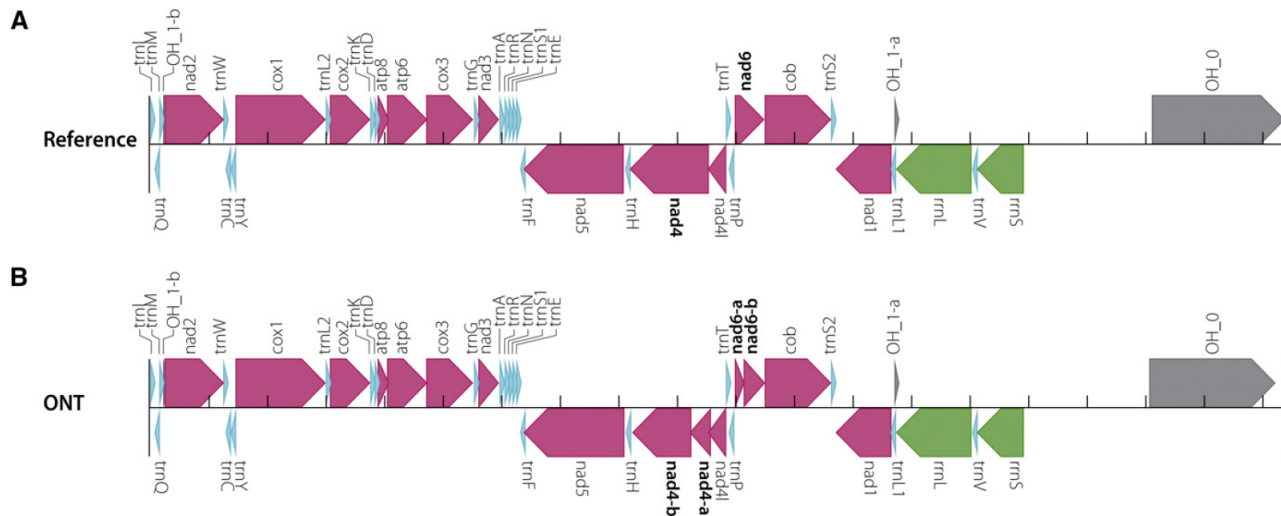 A
trnI
trnM
OH_1-b
nad2
trnW
cox1
trnL2
cox2
trnK
trnD
atp8
atp6
cox3
trnG
nad3
trnA
trnR
trnN
trnS1
trnE
trnT
nad6
cob
trnS2
OH_1-a
OH_0
Reference
trnQ
trnC
trnY
trnF
nad5
trnH
nad4
nad4l
trnP
nad1
trnL1
rrnL
trnV
rrnS
B
trnI
trnM
OH_1-b
nad2
trnW
cox1
trnL2
cox2
trnK
trnD
atp8
atp6
cox3
trnG
nad3
trnA
trnR
trnN
trnS1
trnE
trnT
nad6-a
nad6-b
cob
trnS2
OH_1-a
OH_0
ONT
trnQ
trnC
trnY
trnF
nad5
trnH
nad4-b
nad4-a
nad4l
trnP
nad1
trnL1
rrnL
trnV
rrnS